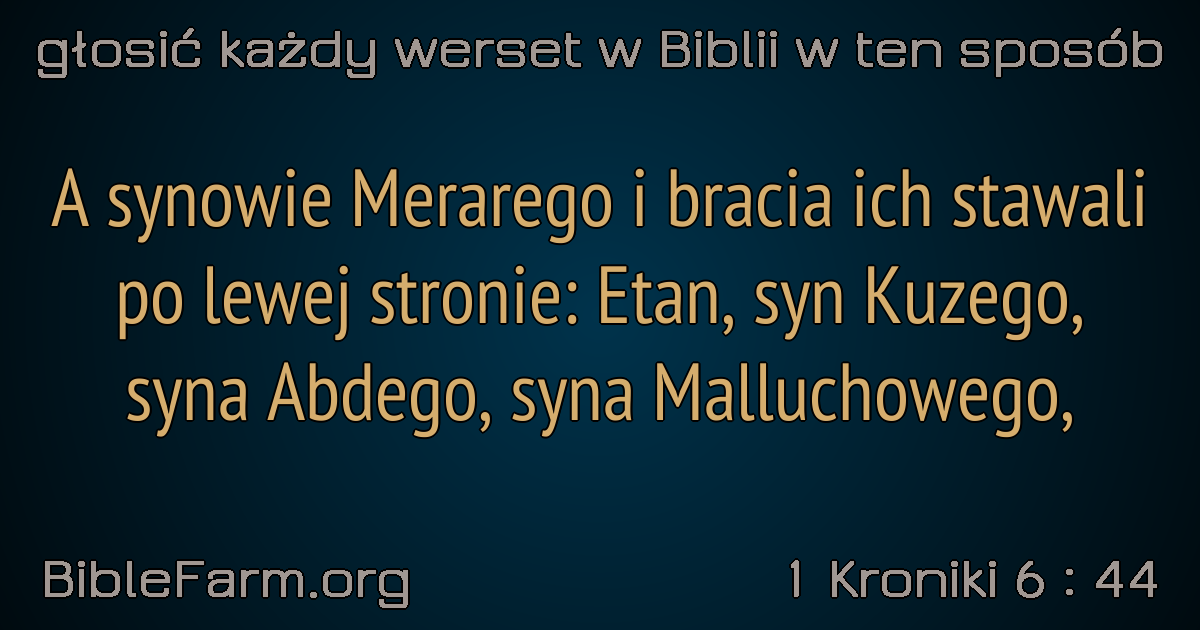 głosić każdy werset w Biblii w ten sposób
A synowie Merarego i bracia ich stawali
po lewej stronie: Etan, syn Kuzego,
syna Abdego, syna Malluchowego,
BibleFarm.org
1 Kroniki 6 : 44